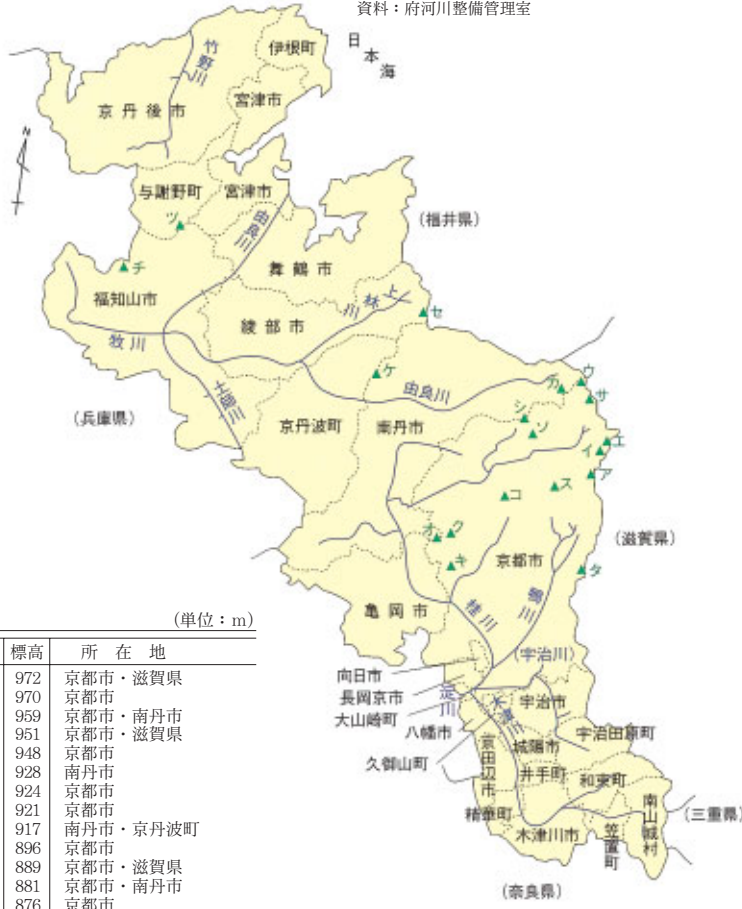 資料：府河川整備管理室
日本海
伊根町
竹野川
京丹後市
宮津市
N
与謝野町
宮津市
ツ
由良川
(福井県)
チ
舞鶴市
福知山市
上林川
セ
綾部市
牧川
ケ
ウ
カ
サ
由良川
土師川
(兵庫県)
京丹波町
南丹市
シ
ソ
エ
イ
ア
コ
ス
オ
ク
キ
(滋賀県)
京都市
タ
亀岡市
桂川
鴨川
(宇治川)
向日市
長岡京市
大山崎町
淀川
木津川
宇治市
八幡市
宇治田原町
久御山町
城陽市
京田辺市
井手町
和束町
精華町
南山城村
(三重県)
木津川市
笠置町
(奈良県)
(単位：m)
標高 所在地
972 京都市・滋賀県
970 京都市
959 京都市・南丹市
951 京都市・滋賀県
948 京都市
928 南丹市
924 京都市
921 京都市
917 南丹市・京丹波町
896 京都市
889 京都市・滋賀県
881 京都市・南丹市
876 京都市